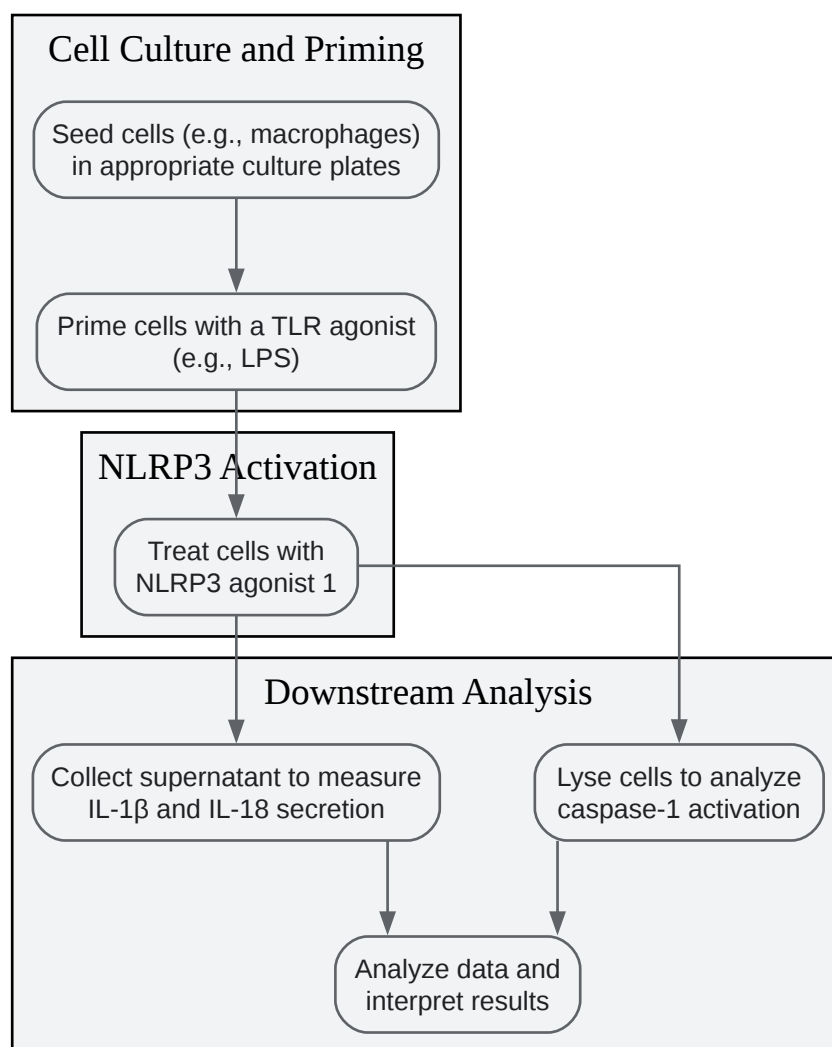 Cell Culture and Priming
Seed cells (e.g., macrophages)
in appropriate culture plates
Prime cells with a TLR agonist
(e.g., LPS)
NLRP3 Activation
Treat cells with
NLRP3 agonist 1
Downstream Analysis
Collect supernatant to measure
IL-1β and IL-18 secretion
Lyse cells to analyze
caspase-1 activation
Analyze data and
interpret results